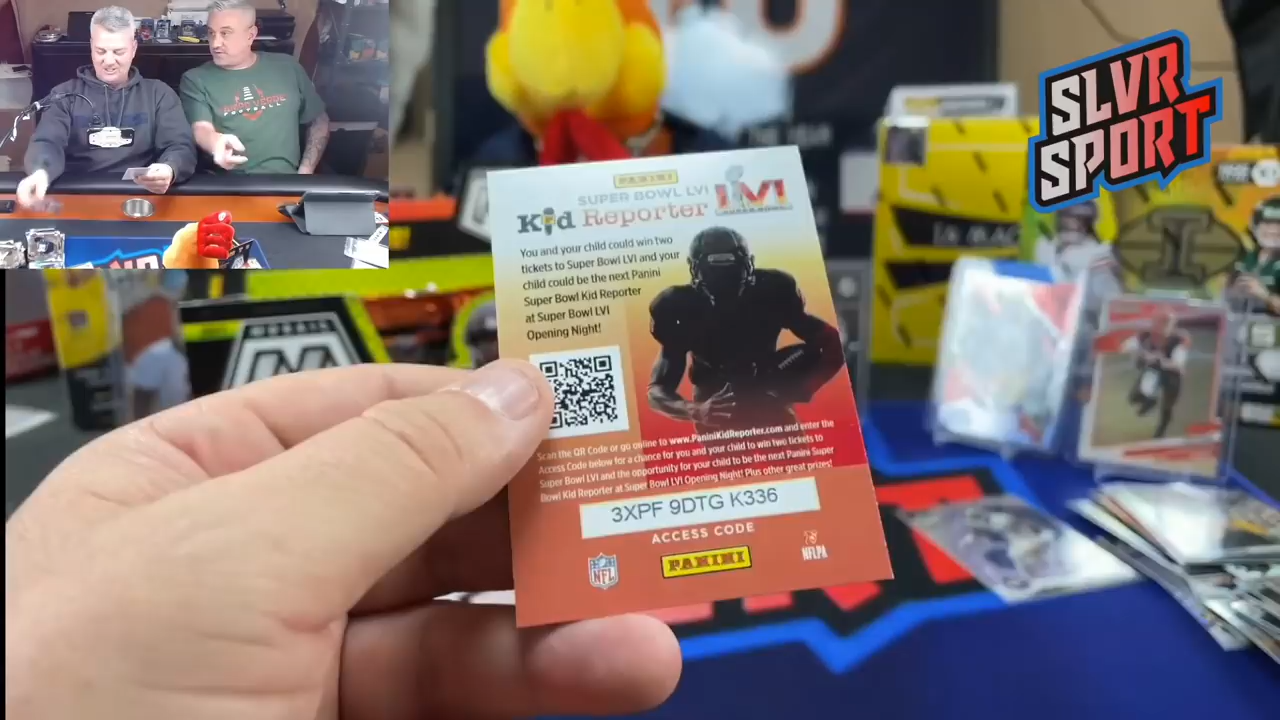 SLVR
SPORT
PANINI
SUPER BOWL LVI
Kid Reporter
LVI
You and your child could win two
tickets to Super Bowl LVI and your
child could be the next Panini
Super Bowl Kid Reporter
at Super Bowl LVI
Opening Night!
Scan the QR Code or go online to www.PaniniKidReporter.com and enter the
Access Code below for a chance for you and your child to win two tickets to
Super Bowl LVI and the opportunity for your child to be the next Panini Super
Bowl Kid Reporter at Super Bowl LVI Opening Night! Plus other great prizes!
3XPF 9DTG K336
ACCESS CODE
NFL
PANINI
NFLPA
MOSAIC